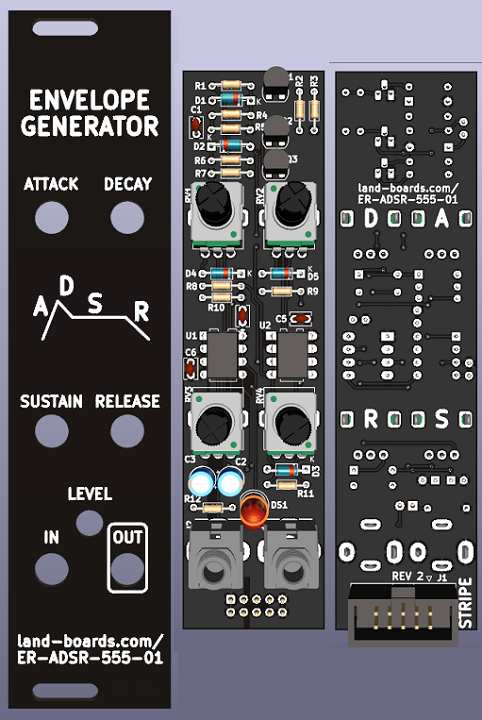 ENVELOPE
GENERATOR
ATTACK DECAY
A D S R
SUSTAIN RELEASE
LEVEL
IN OUT
land-boards.com/
ER-ADSR-555-01
R1
D1 K
C1
R4
R5
D2 K
R6
R7
R2
R3
Q3
RV2
D4 K D5
R8 R9
R10
C5
U1 U2
C6
RV4
C3 C2
K D3
R11
R12
DS1
land-boards.com/
ER-ADSR-555-01
D A
R S
REV 2 J1
STRIPE